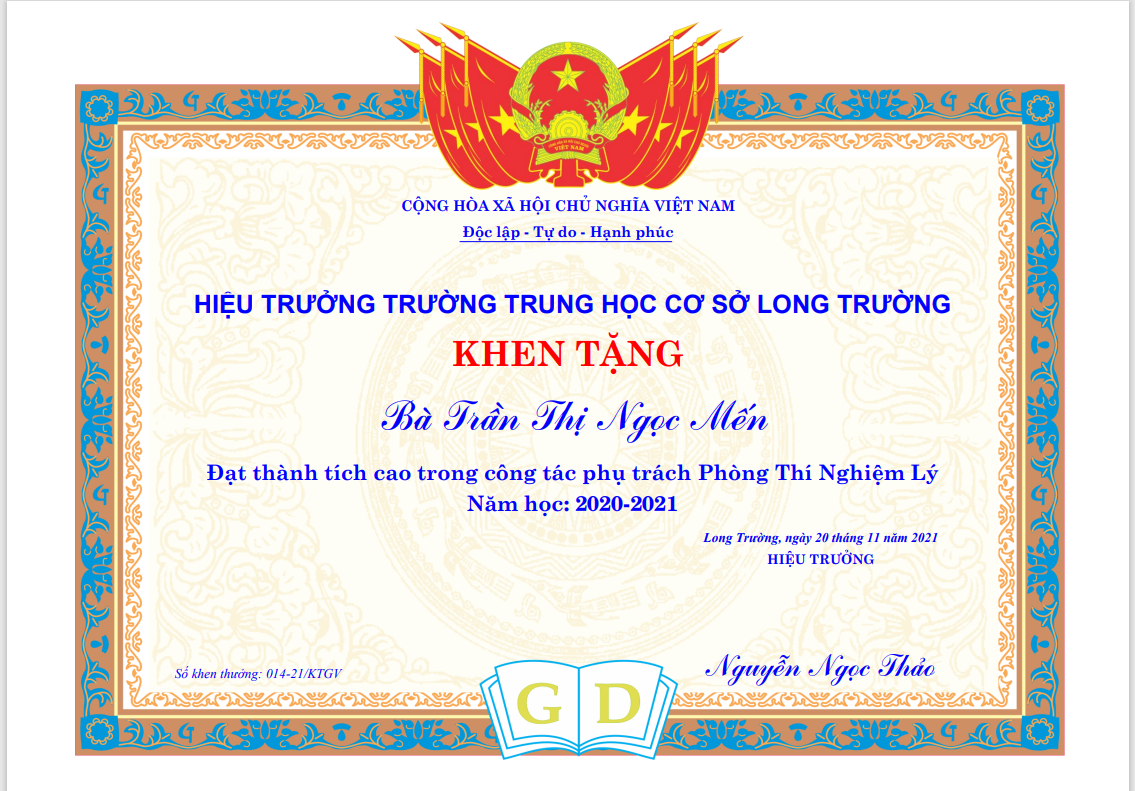 VIỆT NAM
CỘNG HÒA XÃ HỘI CHỦ NGHĨA VIỆT NAM
Độc lập - Tự do - Hạnh phúc
HIỆU TRƯỞNG TRƯỜNG TRUNG HỌC CƠ SỞ LONG TRƯỜNG
KHEN TẶNG
Bà Trần Thị Ngọc Mến
Đạt thành tích cao trong công tác phụ trách Phòng Thí Nghiệm Lý
Năm học: 2020-2021
Long Trường, ngày 20 tháng 11 năm 2021
HIỆU TRƯỞNG
Nguyễn Ngọc Thảo
Số khen thưởng: 014-21/KTGV
G D